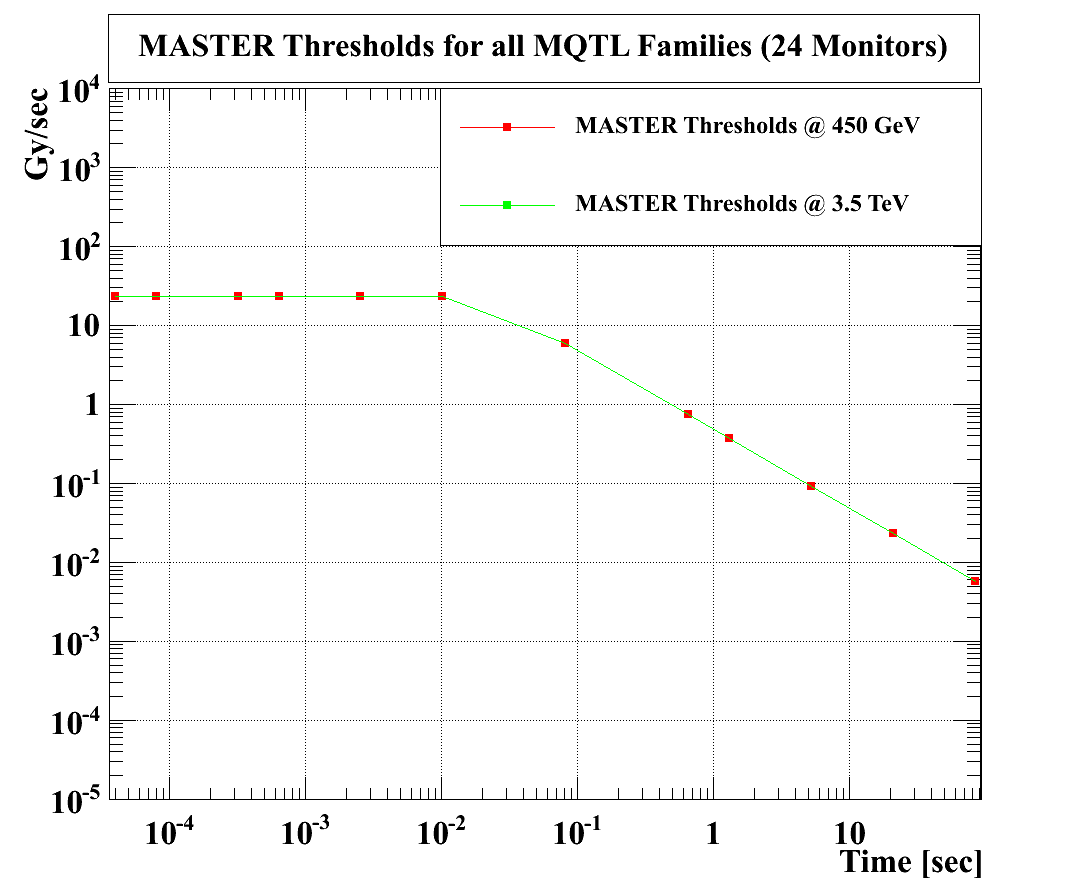 MASTER Thresholds for all MQTL Families (24 Monitors)
Gy/sec
MASTER Thresholds @ 450 GeV
MASTER Thresholds @ 3.5 TeV
10^4
10^3
10^2
10
1
10^-1
10^-2
10^-3
10^-4
10^-5
10^-4 10^-3 10^-2 10^-1 1 10
Time [sec]